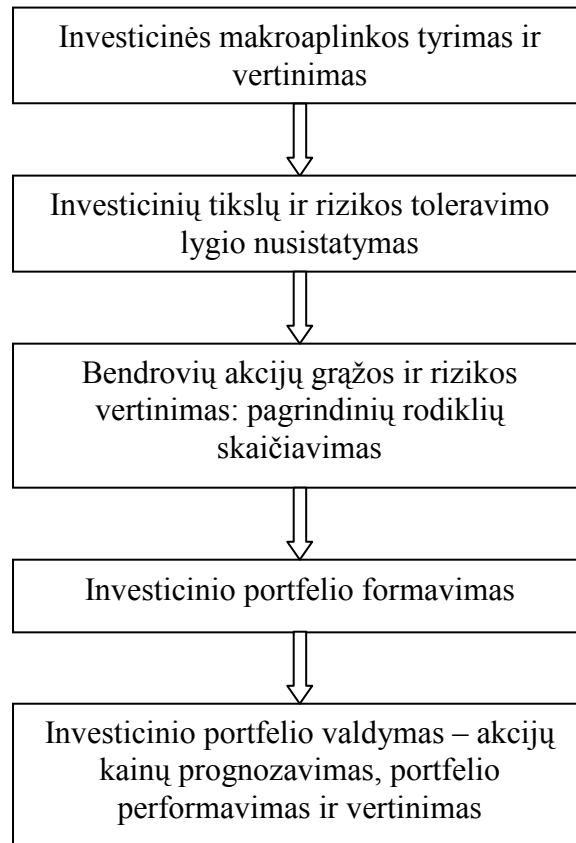 Investicinės makroaplinkos tyrimas ir
vertinimas
Investicinių tikslų ir rizikos toleravimo
lygio nusistatymas
Bendrovių akcijų grąžos ir rizikos
vertinimas: pagrindinių rodiklių
skaičiavimas
Investicinio portfelio formavimas
Investicinio portfelio valdymas – akcijų
kainų prognozavimas, portfelio
performavimas ir vertinimas